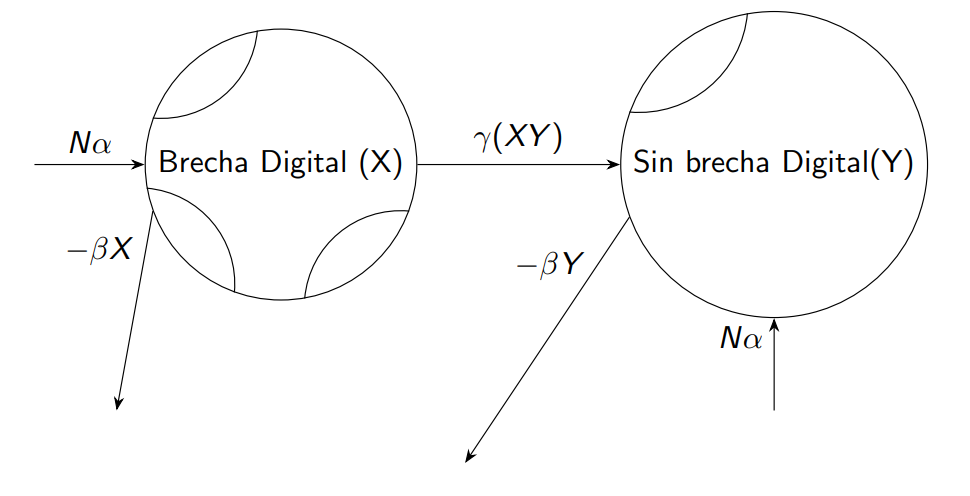 Nα
Brecha Digital (X)
γ(XY)
Sin brecha Digital(Y)
−βX
−βY
Nα